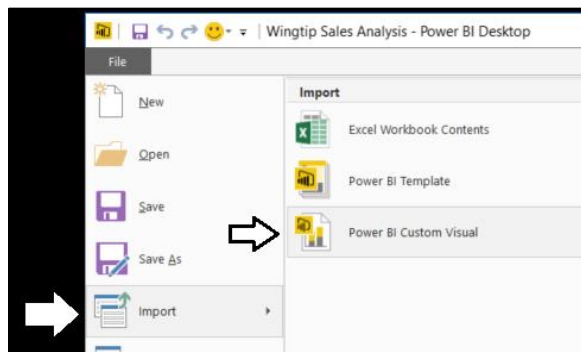 Wingtip Sales Analysis - Power BI Desktop
File
New
Open
Save
Save As
Import
Import
Excel Workbook Contents
Power BI Template
Power BI Custom Visual